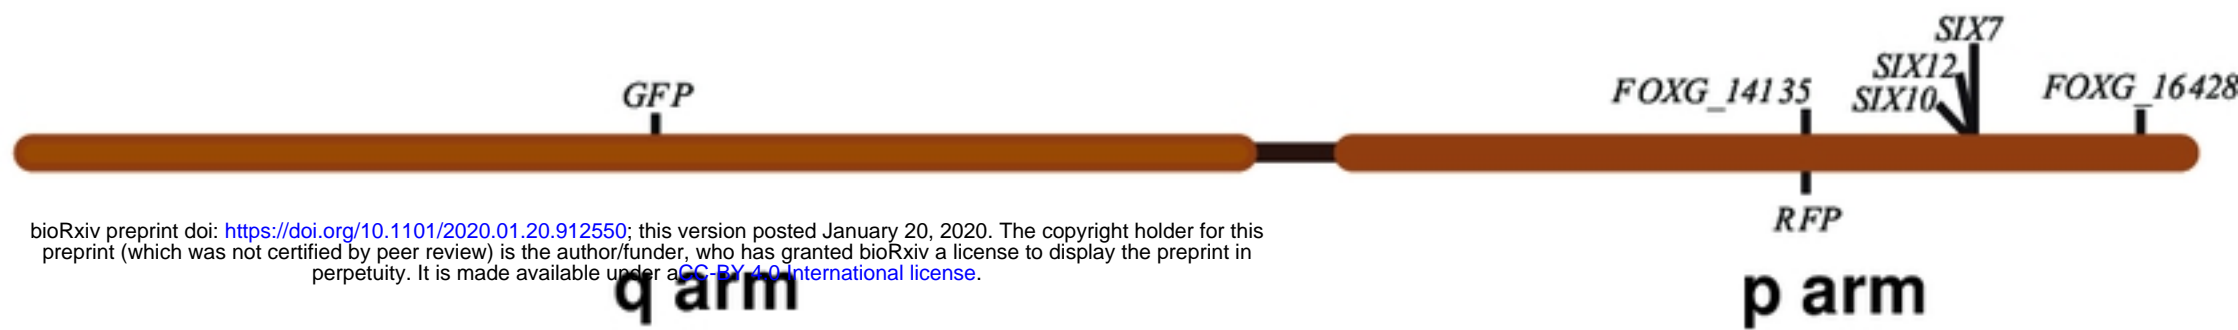 SIX7
SIX12
GFP
FOXG_14135
SIX10
FOXG_16428
RFP
bioRxiv preprint doi: https://doi.org/10.1101/2020.01.20.912550; this version posted January 20, 2020. The copyright holder for this
preprint (which was not certified by peer review) is the author/funder, who has granted bioRxiv a license to display the preprint in
perpetuity. It is made available under aCC-BY 4.0 International license.
q arm
p arm